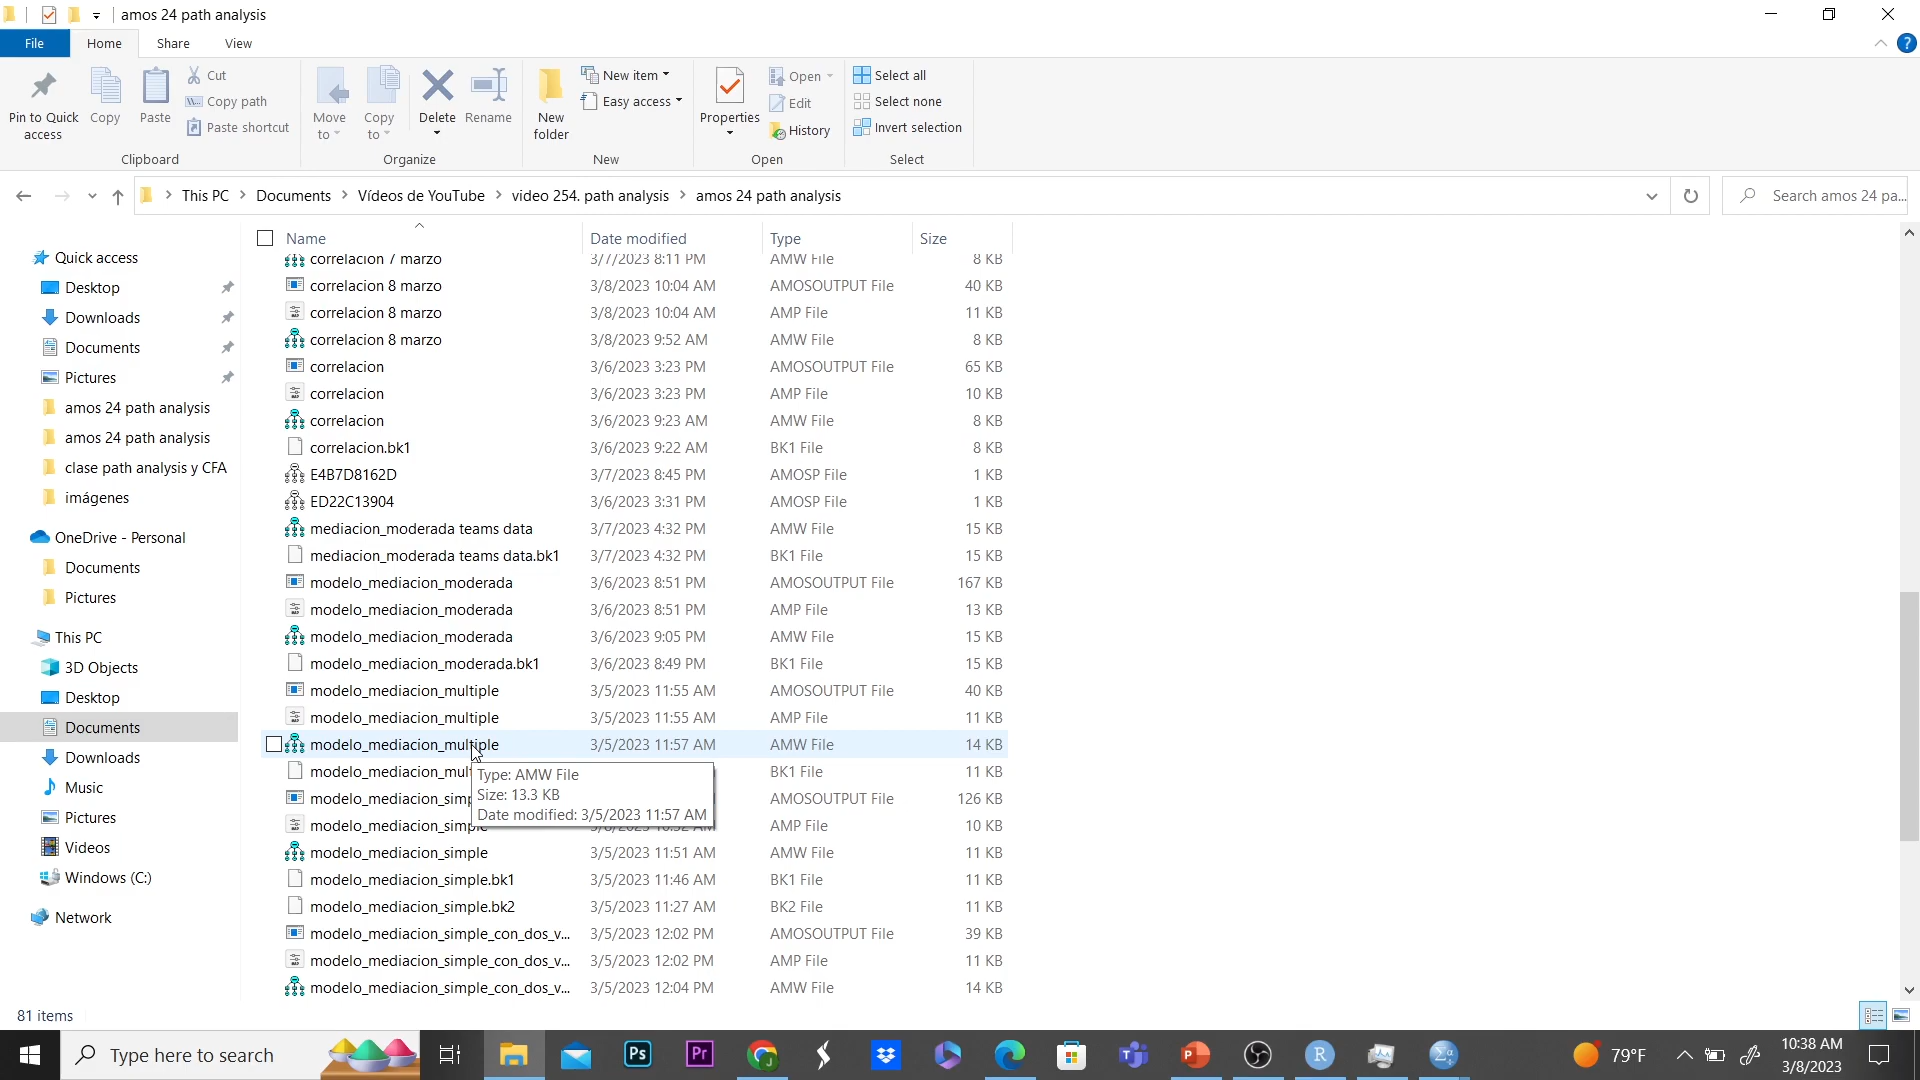 amos 24 path analysis
File Home Share View
Pin to Quick access
Copy
Paste
Cut
Copy path
Paste shortcut
Clipboard
Move to
Copy to
Delete
Rename
Organize
New folder
New item
Easy access
New
Properties
Open
Edit
History
Open
Select all
Select none
Invert selection
Select
This PC > Documents > Vídeos de YouTube > video 254. path analysis > amos 24 path analysis
Search amos 24 pa...
Quick access
Desktop
Downloads
Documents
Pictures
amos 24 path analysis
amos 24 path analysis
clase path analysis y CFA
imágenes
OneDrive - Personal
Documents
Pictures
This PC
3D Objects
Desktop
Documents
Downloads
Music
Pictures
Videos
Windows (C:)
Network
Name Date modified Type Size
correlacion 7 marzo 3/7/2023 8:11 PM AMW File 8 KB
correlacion 8 marzo 3/8/2023 10:04 AM AMOSOUTPUT File 40 KB
correlacion 8 marzo 3/8/2023 10:04 AM AMP File 11 KB
correlacion 8 marzo 3/8/2023 9:52 AM AMW File 8 KB
correlacion 3/6/2023 3:23 PM AMOSOUTPUT File 65 KB
correlacion 3/6/2023 3:23 PM AMP File 10 KB
correlacion 3/6/2023 9:23 AM AMW File 8 KB
correlacion.bk1 3/6/2023 9:22 AM BK1 File 8 KB
E4B7D8162D 3/7/2023 8:45 PM AMOSP File 1 KB
ED22C13904 3/6/2023 3:31 PM AMOSP File 1 KB
mediacion_moderada teams data 3/7/2023 4:32 PM AMW File 15 KB
mediacion_moderada teams data.bk1 3/7/2023 4:32 PM BK1 File 15 KB
modelo_mediacion_moderada 3/6/2023 8:51 PM AMOSOUTPUT File 167 KB
modelo_mediacion_moderada 3/6/2023 8:51 PM AMP File 13 KB
modelo_mediacion_moderada 3/6/2023 9:05 PM AMW File 15 KB
modelo_mediacion_moderada.bk1 3/6/2023 8:49 PM BK1 File 15 KB
modelo_mediacion_multiple 3/5/2023 11:55 AM AMOSOUTPUT File 40 KB
modelo_mediacion_multiple 3/5/2023 11:55 AM AMP File 11 KB
modelo_mediacion_multiple 3/5/2023 11:57 AM AMW File 14 KB
modelo_mediacion_mult BK1 File 11 KB
modelo_mediacion_simp AMOSOUTPUT File 126 KB
modelo_mediacion_simple AMP File 10 KB
Type: AMW File
Size: 13.3 KB
Date modified: 3/5/2023 11:57 AM
modelo_mediacion_simple 3/5/2023 11:51 AM AMW File 11 KB
modelo_mediacion_simple.bk1 3/5/2023 11:46 AM BK1 File 11 KB
modelo_mediacion_simple.bk2 3/5/2023 11:27 AM BK2 File 11 KB
modelo_mediacion_simple_con_dos_v... 3/5/2023 12:02 PM AMOSOUTPUT File 39 KB
modelo_mediacion_simple_con_dos_v... 3/5/2023 12:02 PM AMP File 11 KB
modelo_mediacion_simple_con_dos_v... 3/5/2023 12:04 PM AMW File 14 KB
81 items
Type here to search
Ps
Pr
79°F
10:38 AM
3/8/2023